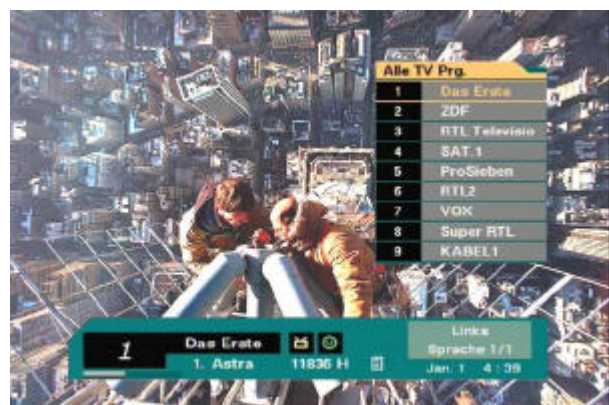 Alle TV Prg.
1 Das Erste
2 ZDF
3 RTL Televisio
4 SAT.1
5 ProSieben
6 RTL2
7 VOX
8 Super RTL
9 KABEL1
1 Das Erste
1. Astra 11836 H
Links
Sprache 1/1
Jan. 1 4:39